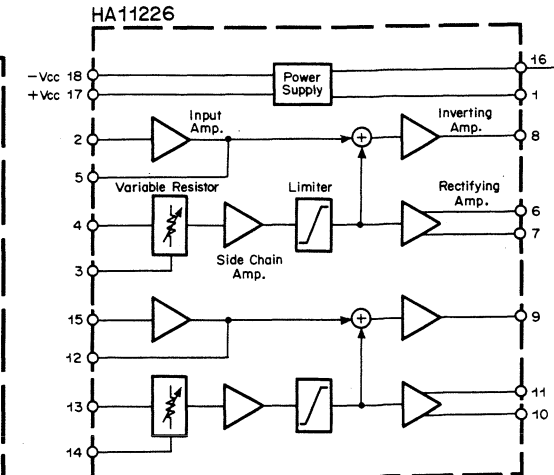 HA11226
16
-Vcc 18
Power
Supply
+Vcc 17
1
Input
Amp.
Inverting
Amp.
2
8
5
Variable Resistor
Limiter
Rectifying
Amp.
4
6
7
Side Chain
Amp.
3
15
9
12
13
11
10
14